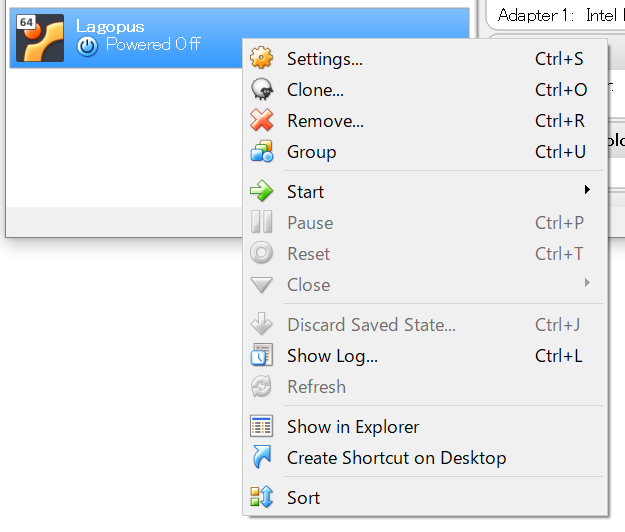 64
Lagopus
Powered Off
Adapter 1: Intel
Settings... Ctrl+S
Clone... Ctrl+O
Remove... Ctrl+R
Group Ctrl+U
Start
Pause Ctrl+P
Reset Ctrl+T
Close
Discard Saved State... Ctrl+J
Show Log... Ctrl+L
Refresh
Show in Explorer
Create Shortcut on Desktop
Sort